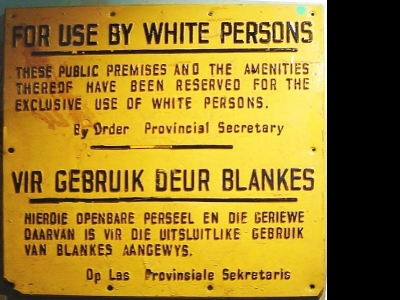 FOR USE BY WHITE PERSONS
THESE PUBLIC PREMISES AND THE AMENITIES
THEREOF HAVE BEEN RESERVED FOR THE
EXCLUSIVE USE OF WHITE PERSONS.
By Order Provincial Secretary
VIR GEBRUIK DEUR BLANKES
HIERDIE OPENBARE PERSEEL EN DIE GERIEWE
DAARVAN IS VIR DIE UITSLUITLIKE GEBRUIK
VAN BLANKES AANGEWYS.
Op Las Provinsiale Sekretaris